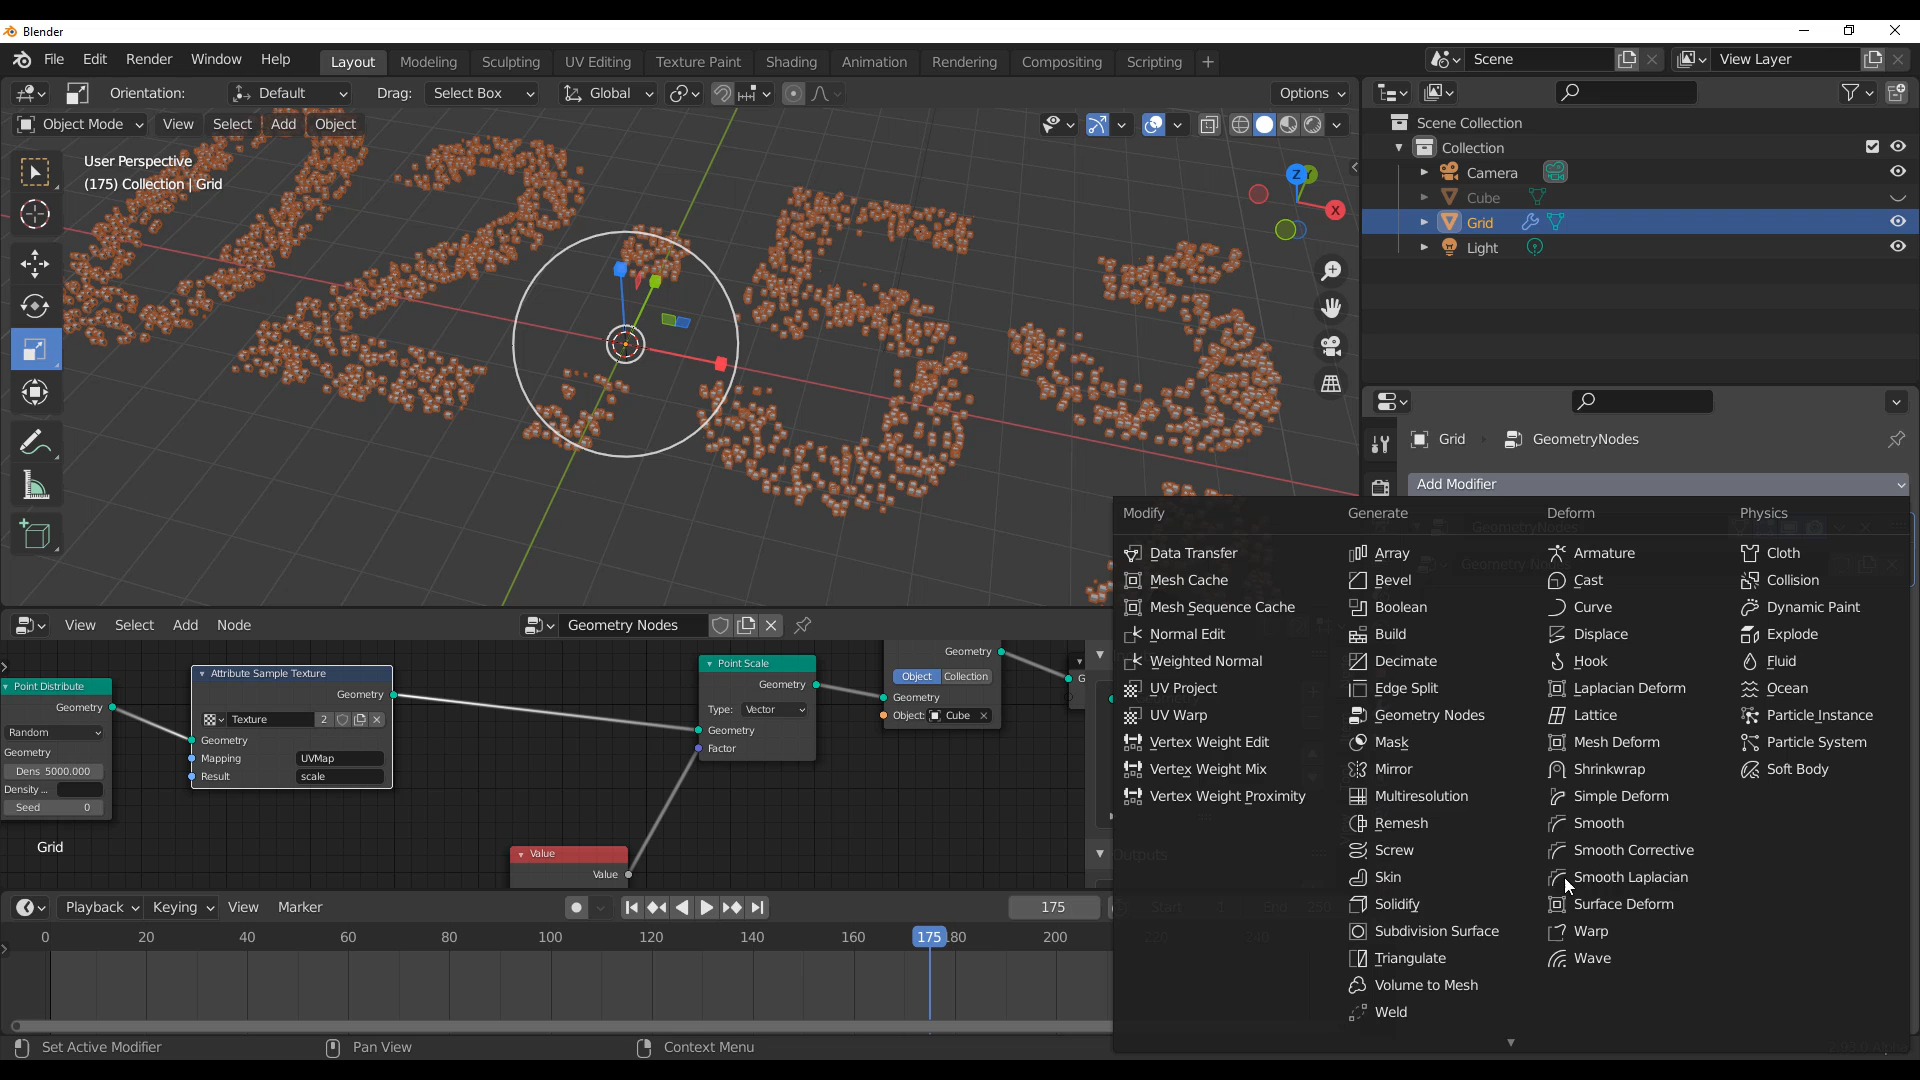 Blender
File Edit Render Window Help Layout Modeling Sculpting UV Editing Texture Paint Shading Animation Rendering Compositing Scripting + Scene View Layer
Orientation: Default Drag: Select Box Global Options
Object Mode View Select Add Object
User Perspective
(175) Collection | Grid
Z Y
X
Scene Collection
Collection
Camera
Cube
Grid
Light
Grid GeometryNodes
Add Modifier
GeometryNodes
Geometry Nodes
Modify
Data Transfer
Mesh Cache
Mesh Sequence Cache
Normal Edit
Weighted Normal
UV Project
UV Warp
Vertex Weight Edit
Vertex Weight Mix
Vertex Weight Proximity
Generate
Array
Bevel
Boolean
Build
Decimate
Edge Split
Geometry Nodes
Mask
Mirror
Multiresolution
Remesh
Screw
Skin
Solidify
Subdivision Surface
Triangulate
Volume to Mesh
Weld
Deform
Armature
Cast
Curve
Displace
Hook
Laplacian Deform
Lattice
Mesh Deform
Shrinkwrap
Simple Deform
Smooth
Smooth Corrective
Smooth Laplacian
Surface Deform
Warp
Wave
Physics
Cloth
Collision
Dynamic Paint
Explode
Fluid
Ocean
Particle Instance
Particle System
Soft Body
View Select Add Node Geometry Nodes
Point Distribute
Geometry
Random
Geometry
Dens 5000.000
Density ...
Seed 0
Attribute Sample Texture
Geometry
Texture 2
Geometry
Mapping UVMap
Result scale
Point Scale
Geometry
Type: Vector
Geometry
Factor
Value
Value
Geometry
Object Collection
Geometry
Object: Cube
G
Outputs
Grid
Playback Keying View Marker 175 Start 1 End 250
0 20 40 60 80 100 120 140 160 175 180 200 220 240
Set Active Modifier Pan View Context Menu